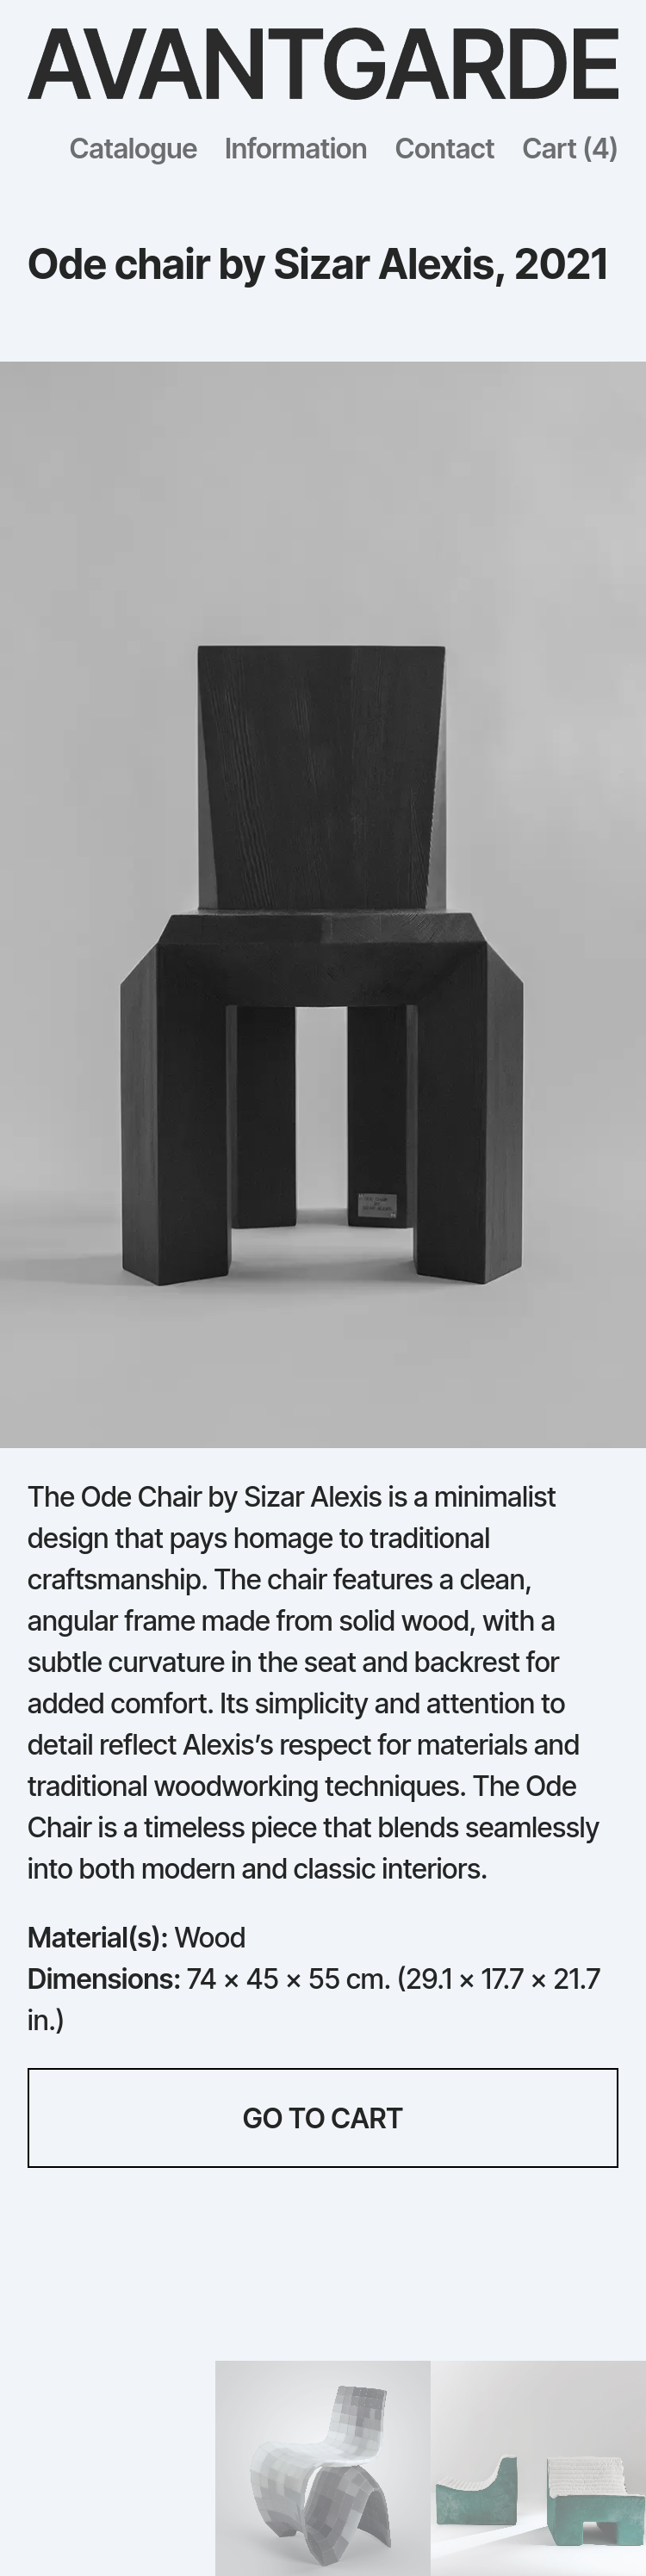 AVANTGARDE
Catalogue Information Contact Cart (4)
Ode chair by Sizar Alexis, 2021
The Ode Chair by Sizar Alexis is a minimalist
design that pays homage to traditional
craftsmanship. The chair features a clean,
angular frame made from solid wood, with a
subtle curvature in the seat and backrest for
added comfort. Its simplicity and attention to
detail reflect Alexis’s respect for materials and
traditional woodworking techniques. The Ode
Chair is a timeless piece that blends seamlessly
into both modern and classic interiors.
Material(s): Wood
Dimensions: 74 × 45 × 55 cm. (29.1 × 17.7 × 21.7
in.)
GO TO CART